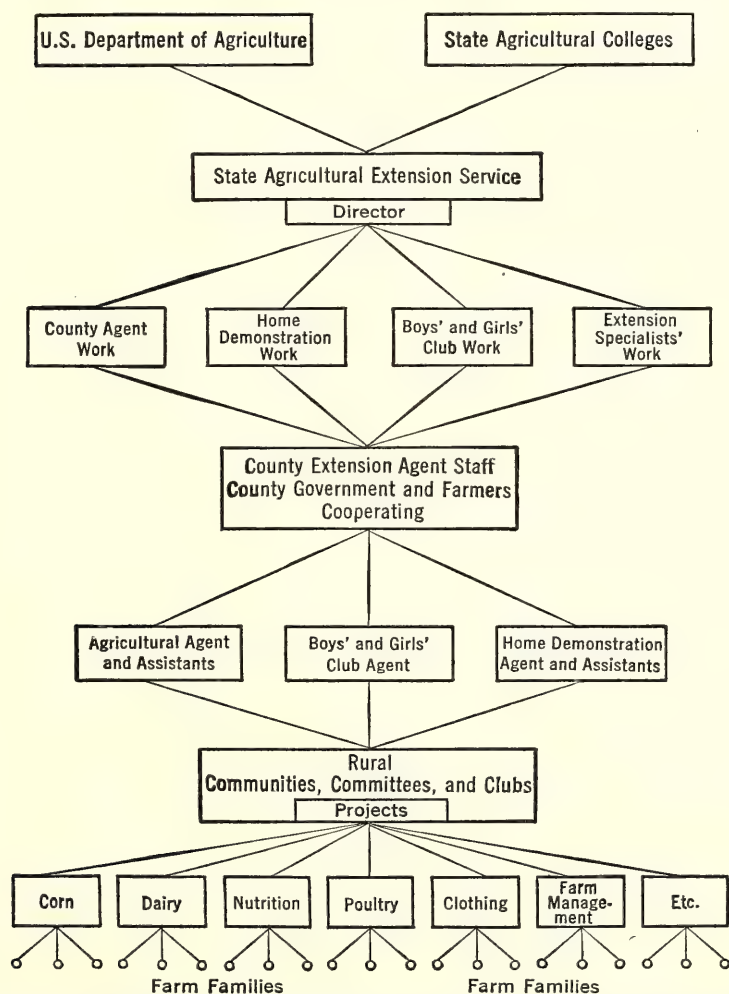 U.S. Department of Agriculture
State Agricultural Colleges
State Agricultural Extension Service
Director
County Agent
Work
Home
Demonstration
Work
Boys' and Girls'
Club Work
Extension
Specialists'
Work
County Extension Agent Staff
County Government and Farmers
Cooperating
Agricultural Agent
and Assistants
Boys' and Girls'
Club Agent
Home Demonstration
Agent and Assistants
Rural
Communities, Committees, and Clubs
Projects
Corn
Dairy
Nutrition
Poultry
Clothing
Farm
Manage-
ment
Etc.
Farm Families
Farm Families